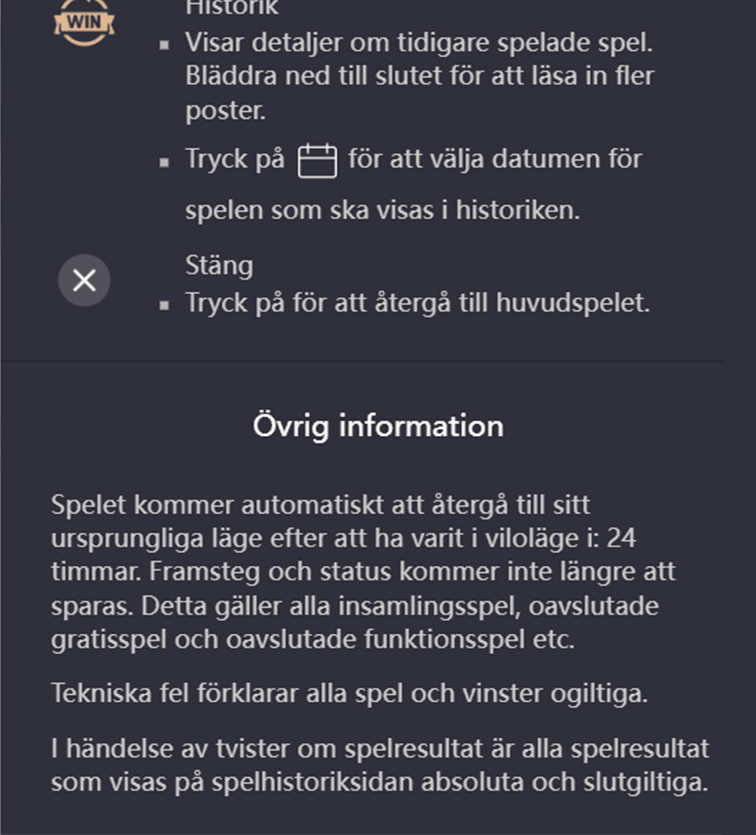 Historik
WIN
▪ Visar detaljer om tidigare spelade spel.
Bläddra ned till slutet för att läsa in fler
poster.
▪ Tryck på för att välja datumen för
spelen som ska visas i historiken.
Stäng
▪ Tryck på för att återgå till huvudspelet.
Övrig information
Spelet kommer automatiskt att återgå till sitt
ursprungliga läge efter att ha varit i viloläge i: 24
timmar. Framsteg och status kommer inte längre att
sparas. Detta gäller alla insamlingsspel, oavslutade
gratisspel och oavslutade funktionsspel etc.
Tekniska fel förklarar alla spel och vinster ogiltiga.
I händelse av tvister om spelresultat är alla spelresultat
som visas på spelhistoriksidan absoluta och slutgiltiga.